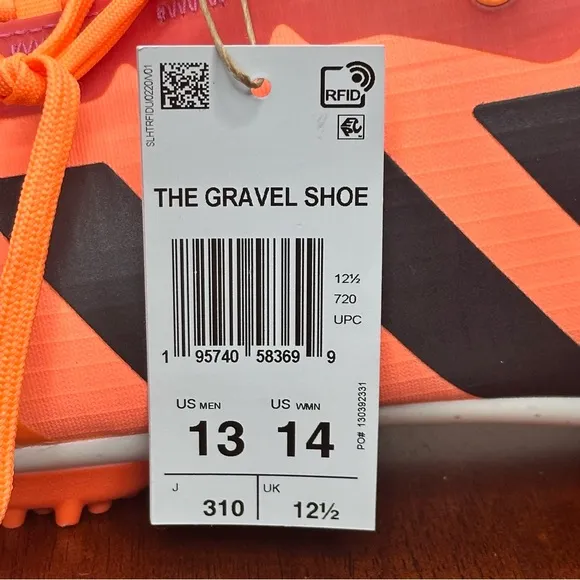 SLHTRFIDU0220M01
RFID
THE GRAVEL SHOE
12½
720
UPC
1 95740 58369 9
US MEN US WMN
13 14
PO# 130392331
J UK
310 12½